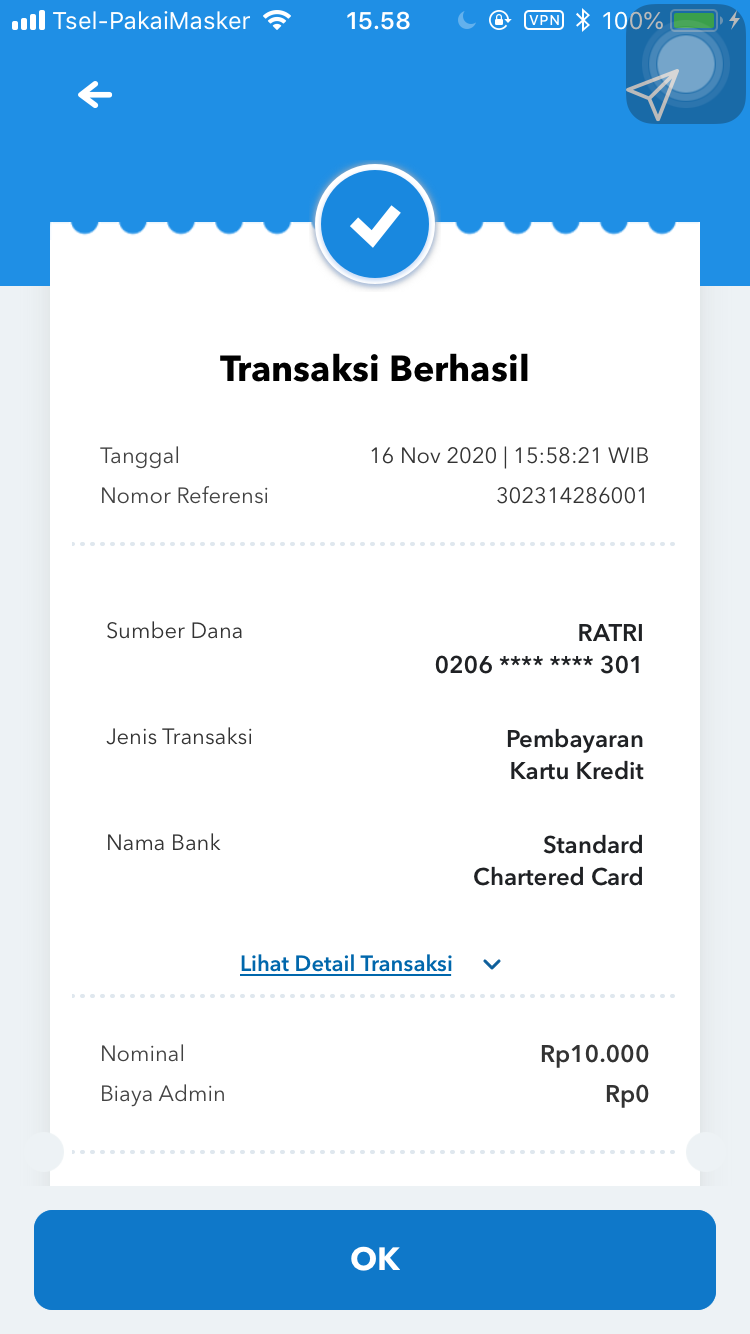 Tsel-PakaiMasker 15.58 VPN 100%
Transaksi Berhasil
Tanggal 16 Nov 2020 | 15:58:21 WIB
Nomor Referensi 302314286001
Sumber Dana RATRI
0206 **** **** 301
Jenis Transaksi Pembayaran
Kartu Kredit
Nama Bank Standard
Chartered Card
Lihat Detail Transaksi
Nominal Rp10.000
Biaya Admin Rp0
OK